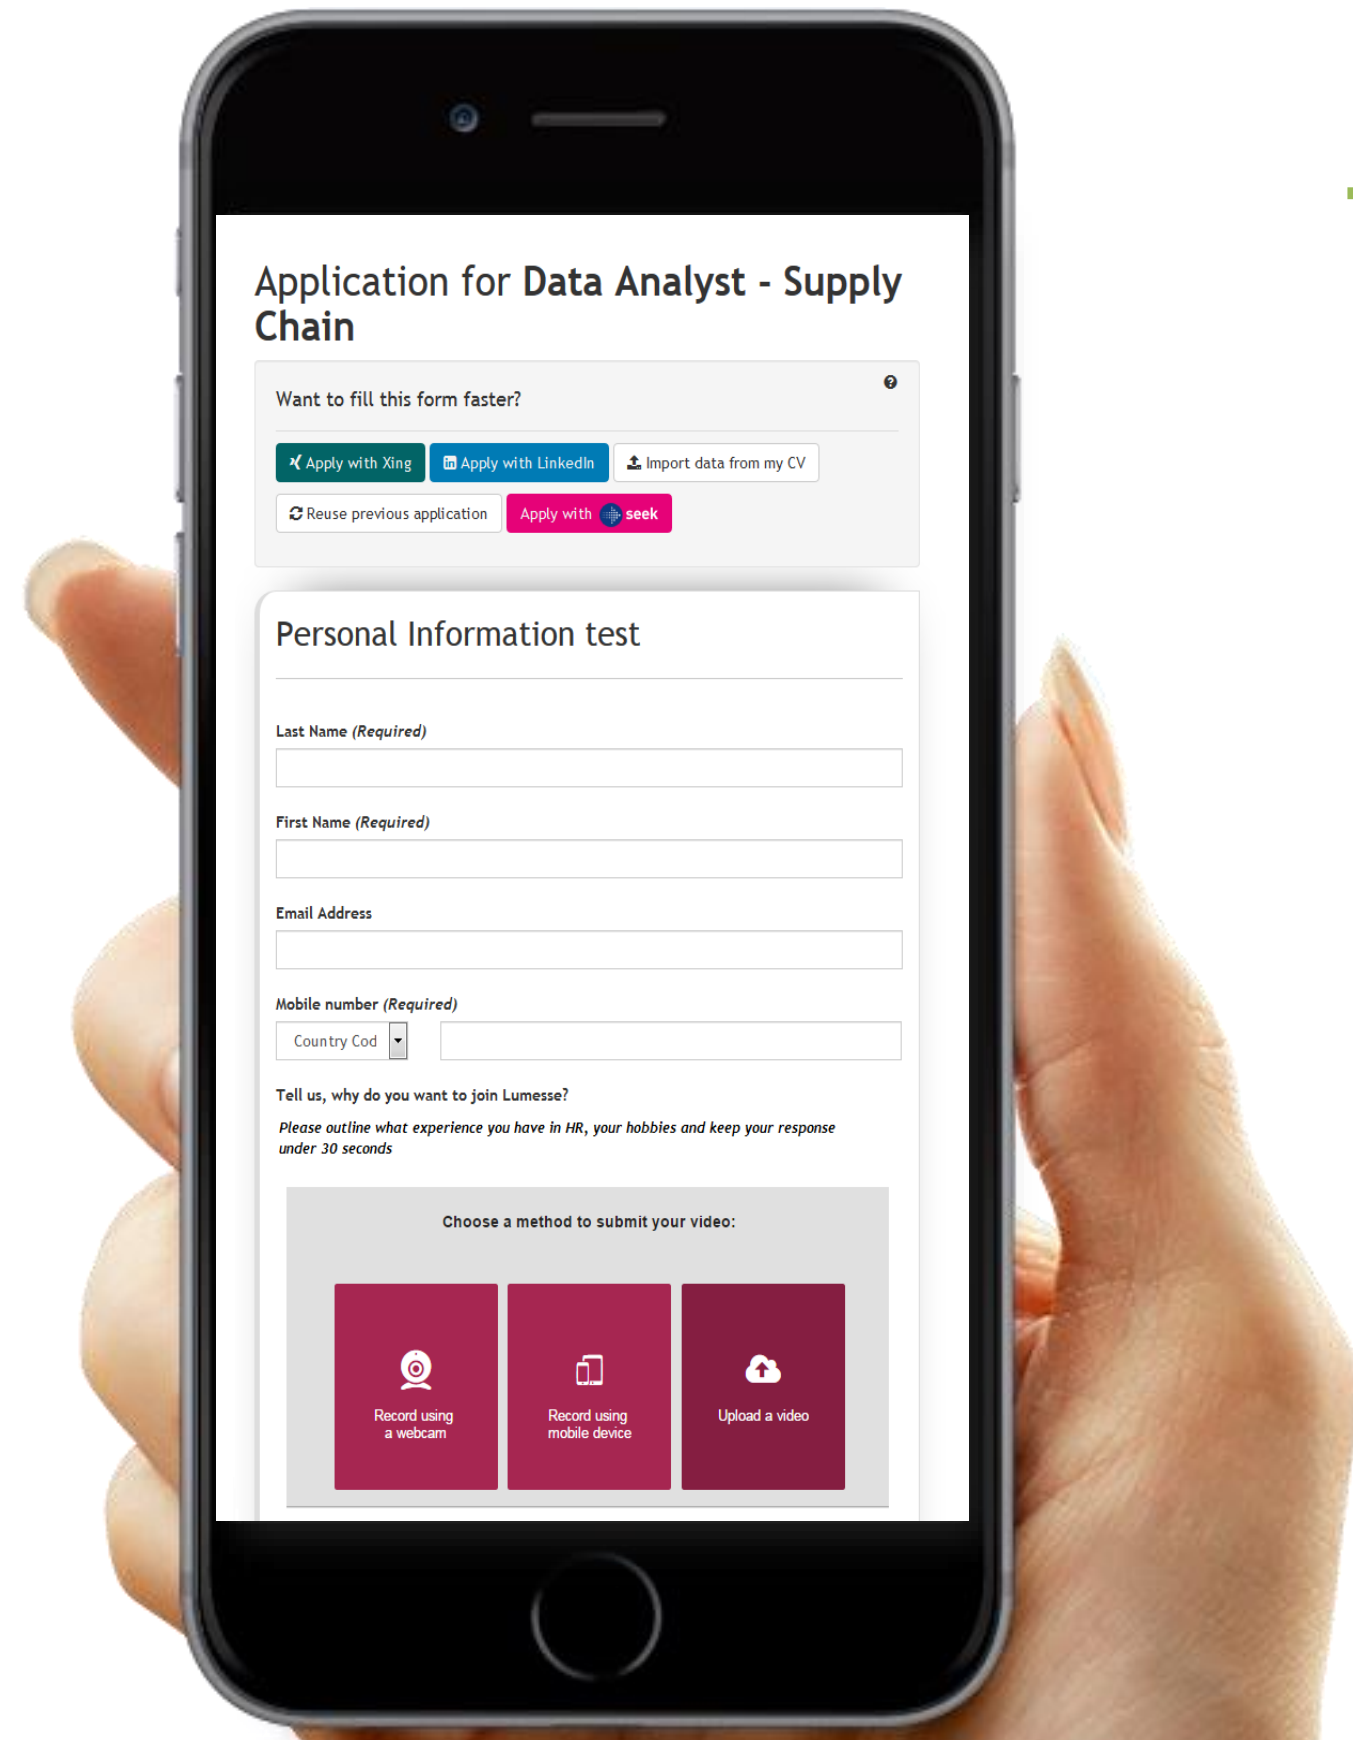 Application for Data Analyst - Supply
Chain
Want to fill this form faster?
Apply with Xing
Apply with LinkedIn
Import data from my CV
Reuse previous application
Apply with seek
Personal Information test
Last Name (Required)
First Name (Required)
Email Address
Mobile number (Required)
Country Cod
Tell us, why do you want to join Lumesse?
Please outline what experience you have in HR, your hobbies and keep your response
under 30 seconds
Choose a method to submit your video:
Record using
a webcam
Record using
mobile device
Upload a video